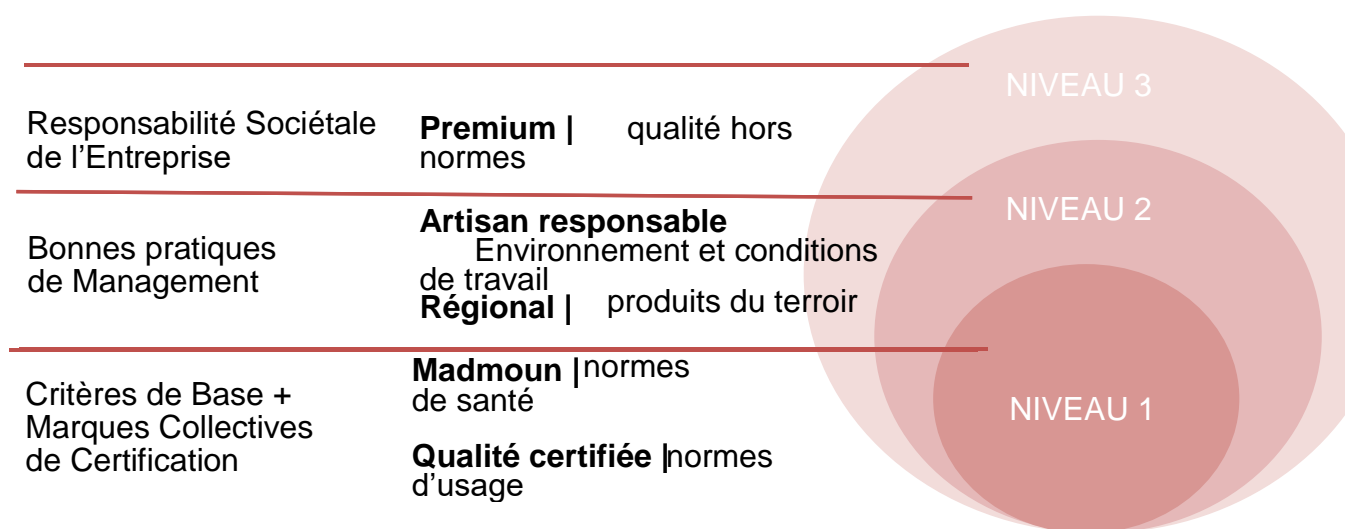 NIVEAU 3
Responsabilité Sociétale
de l'Entreprise
Premium | qualité hors
normes
NIVEAU 2
Bonnes pratiques
de Management
Artisan responsable
Environnement et conditions
de travail
Régional | produits du terroir
Critères de Base +
Marques Collectives
de Certification
Madmoun | normes
de santé
Qualité certifiée | normes
d'usage
NIVEAU 1